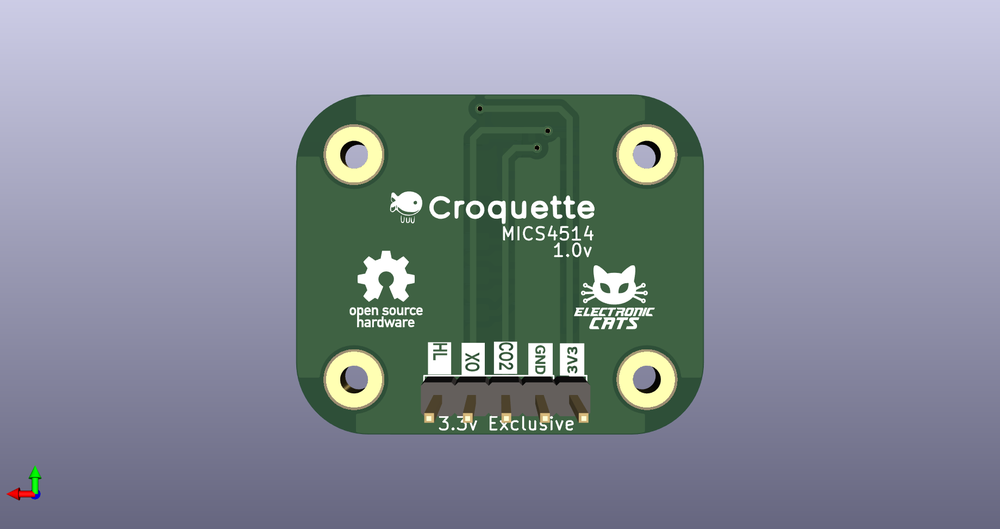 Croquette
MICS4514
1.0v
open source
hardware
ELECTRONIC
CATS
HL
XO
CO2
GND
3V3
3.3v Exclusive